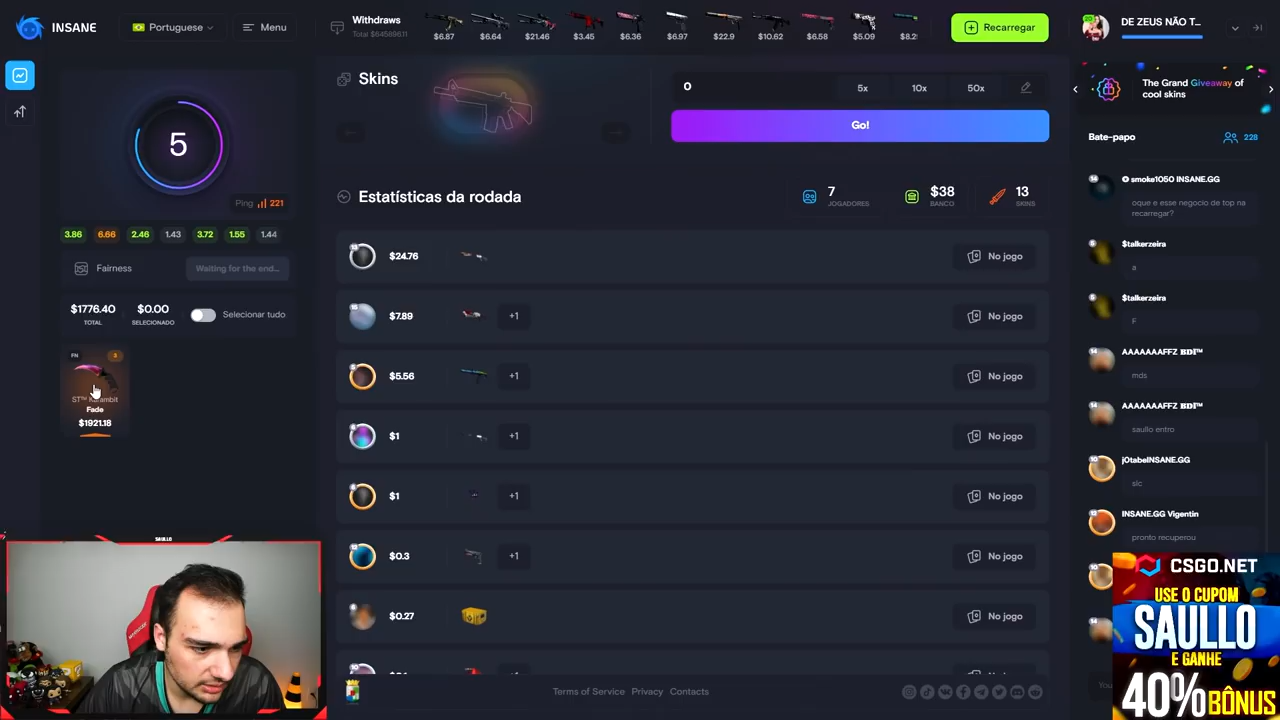 INSANE
Portuguese
Menu
Withdraws
Total $64589611
$6.87
$6.64
$21.46
$3.45
$6.36
$6.97
$22.9
$10.62
$6.58
$5.09
Recarregar
DE ZEUS NÃO T...
5
Ping 221
3.86 6.66 2.46 1.43 3.72 1.55 1.44
Fairness
Waiting for the end...
$1776.40
TOTAL
$0.00
SELECIONADO
Selecionar tudo
FN
3
ST™ Karambit
Fade
$1921.18
Skins
0
5x
10x
50x
Go!
Estatísticas da rodada
7
JOGADORES
$38
BANCO
13
SKINS
$24.76
No jogo
$7.89
+1
No jogo
$5.56
+1
No jogo
$1
+1
No jogo
$1
+1
No jogo
$0.3
+1
No jogo
$0.27
No jogo
Terms of Service Privacy Contacts
The Grand Giveaway of
cool skins
Bate-papo
228
smoke1050 INSANE.GG
oque e esse negocio de top na
recarregar?
$talkerzeira
a
$talkerzeira
F
AAAAAAAFFZ BDI™
mds
AAAAAAAFFZ BDI™
saullo entro
j0tabeINSANE.GG
slc
INSANE.GG Vigentin
pronto recuperou
SAULLO
CSGO.NET
USE O CUPOM
SAULLO
E GANHE
40% BÔNUS